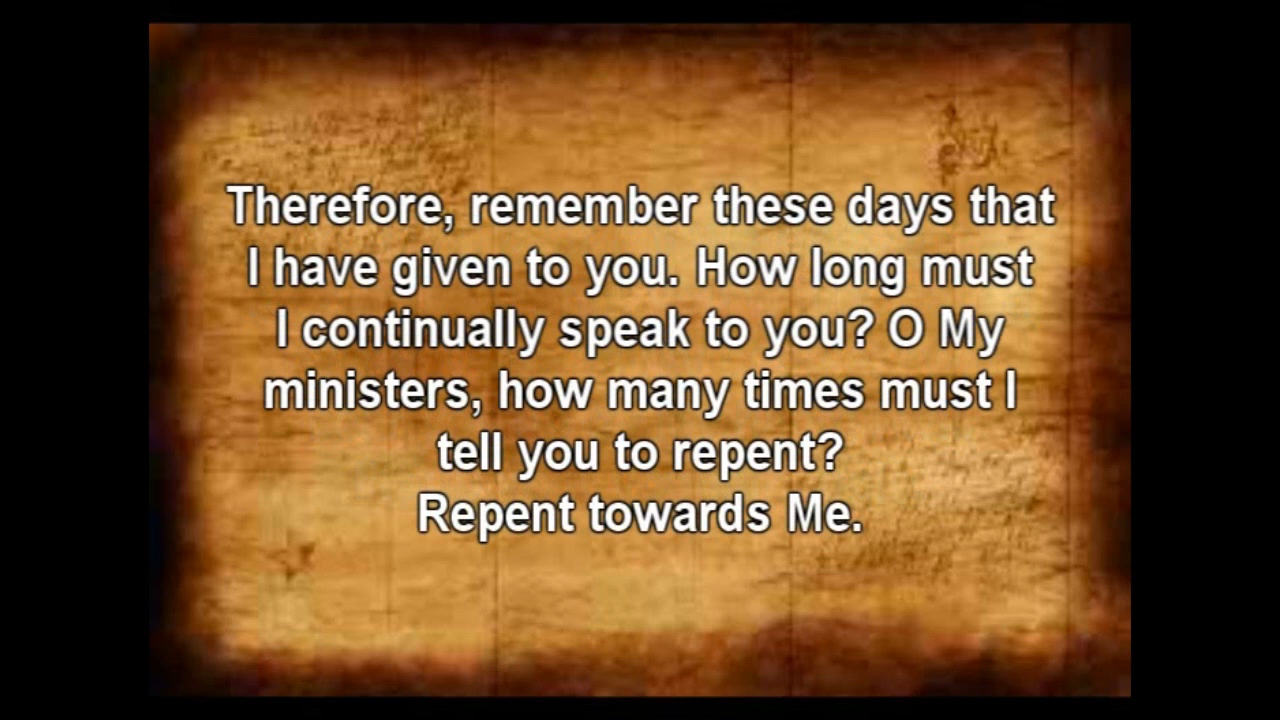 Therefore, remember these days that
I have given to you. How long must
I continually speak to you? O My
ministers, how many times must I
tell you to repent?
Repent towards Me.